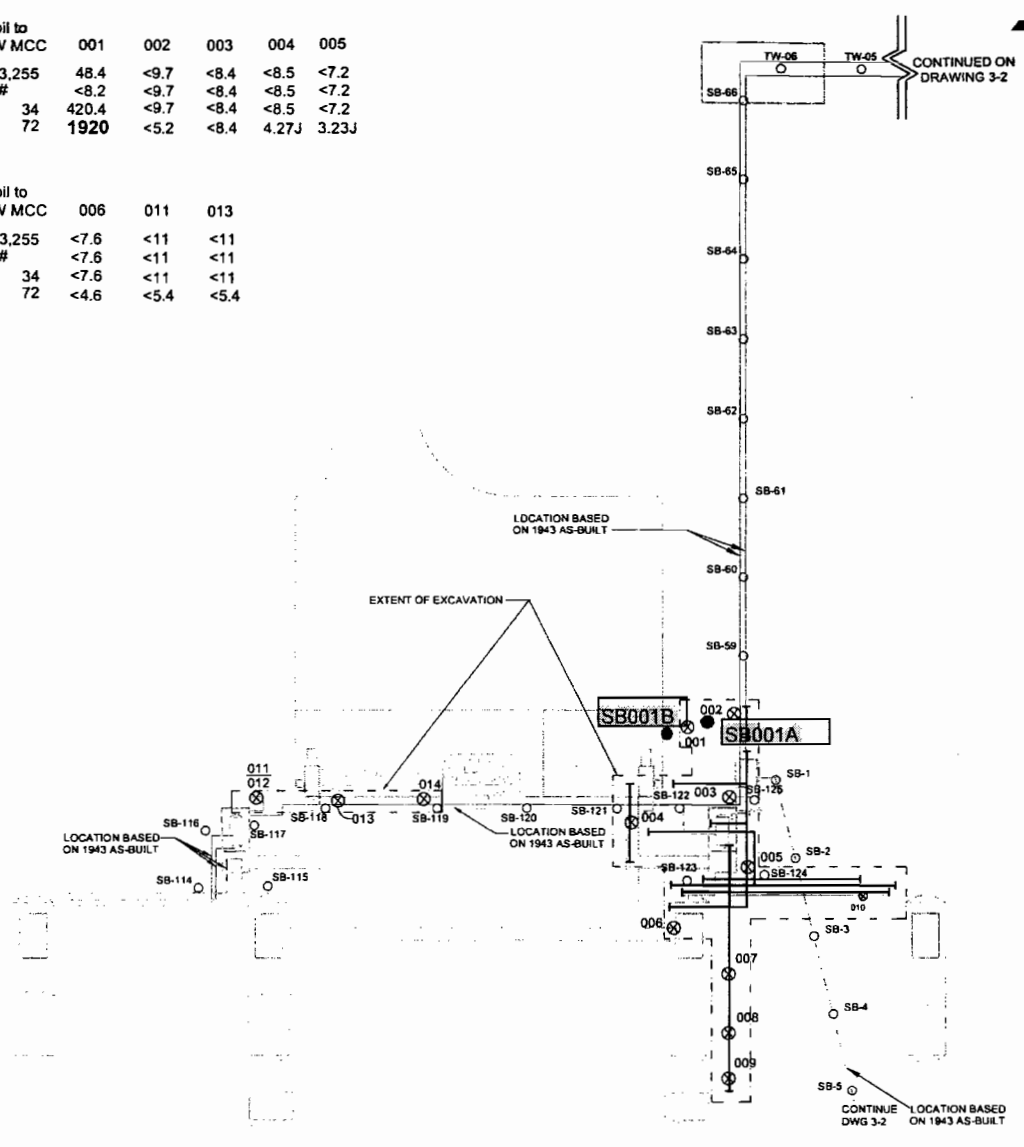 oil to
V MCC 001 002 003 004 005
3,255 48.4 <9.7 <8.4 <8.5 <7.2
# <8.2 <9.7 <8.4 <8.5 <7.2
34 420.4 <9.7 <8.4 <8.5 <7.2
72 1920 <5.2 <8.4 4.27J 3.23J
oil to
V MCC 006 011 013
3,255 <7.6 <11 <11
# <7.6 <11 <11
34 <7.6 <11 <11
72 <4.6 <5.4 <5.4
TW-06
TW-05
CONTINUED ON
DRAWING 3-2
SB-66
SB-65
SB-64
SB-63
SB-62
SB-61
LOCATION BASED
ON 1943 AS-BUILT
SB-60
EXTENT OF EXCAVATION
SB-59
SB001B
002
001
SB001A
011
012
014
003
SB-125
SB-1
SB-116
SB-117
SB-118
013
SB-119
SB-120
SB-121
SB-122
004
LOCATION BASED
ON 1943 AS-BUILT
LOCATION BASED
ON 1943 AS-BUILT
SB-2
005
SB-114
SB-115
SB-123
SB-124
010
006
SB-3
007
SB-4
008
009
SB-5
CONTINUE
DWG 3-2
LOCATION BASED
ON 1943 AS-BUILT